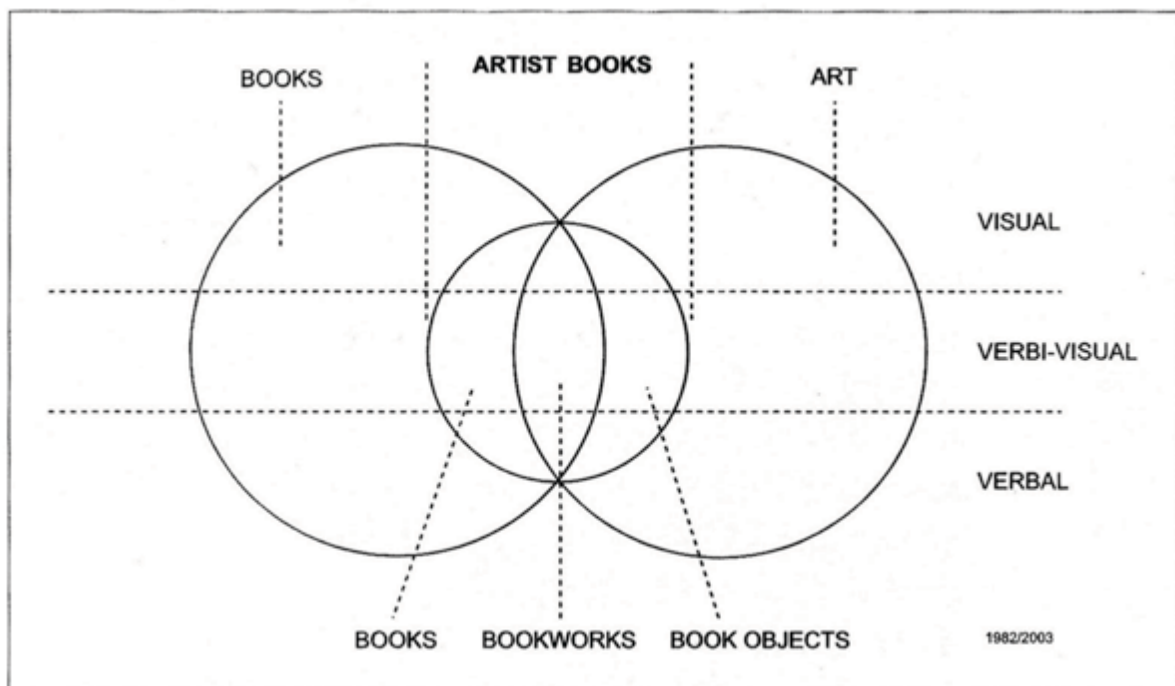 ARTIST BOOKS
BOOKS
ART
VISUAL
VERBI-VISUAL
VERBAL
BOOKS
BOOKWORKS
BOOK OBJECTS
1982/2003